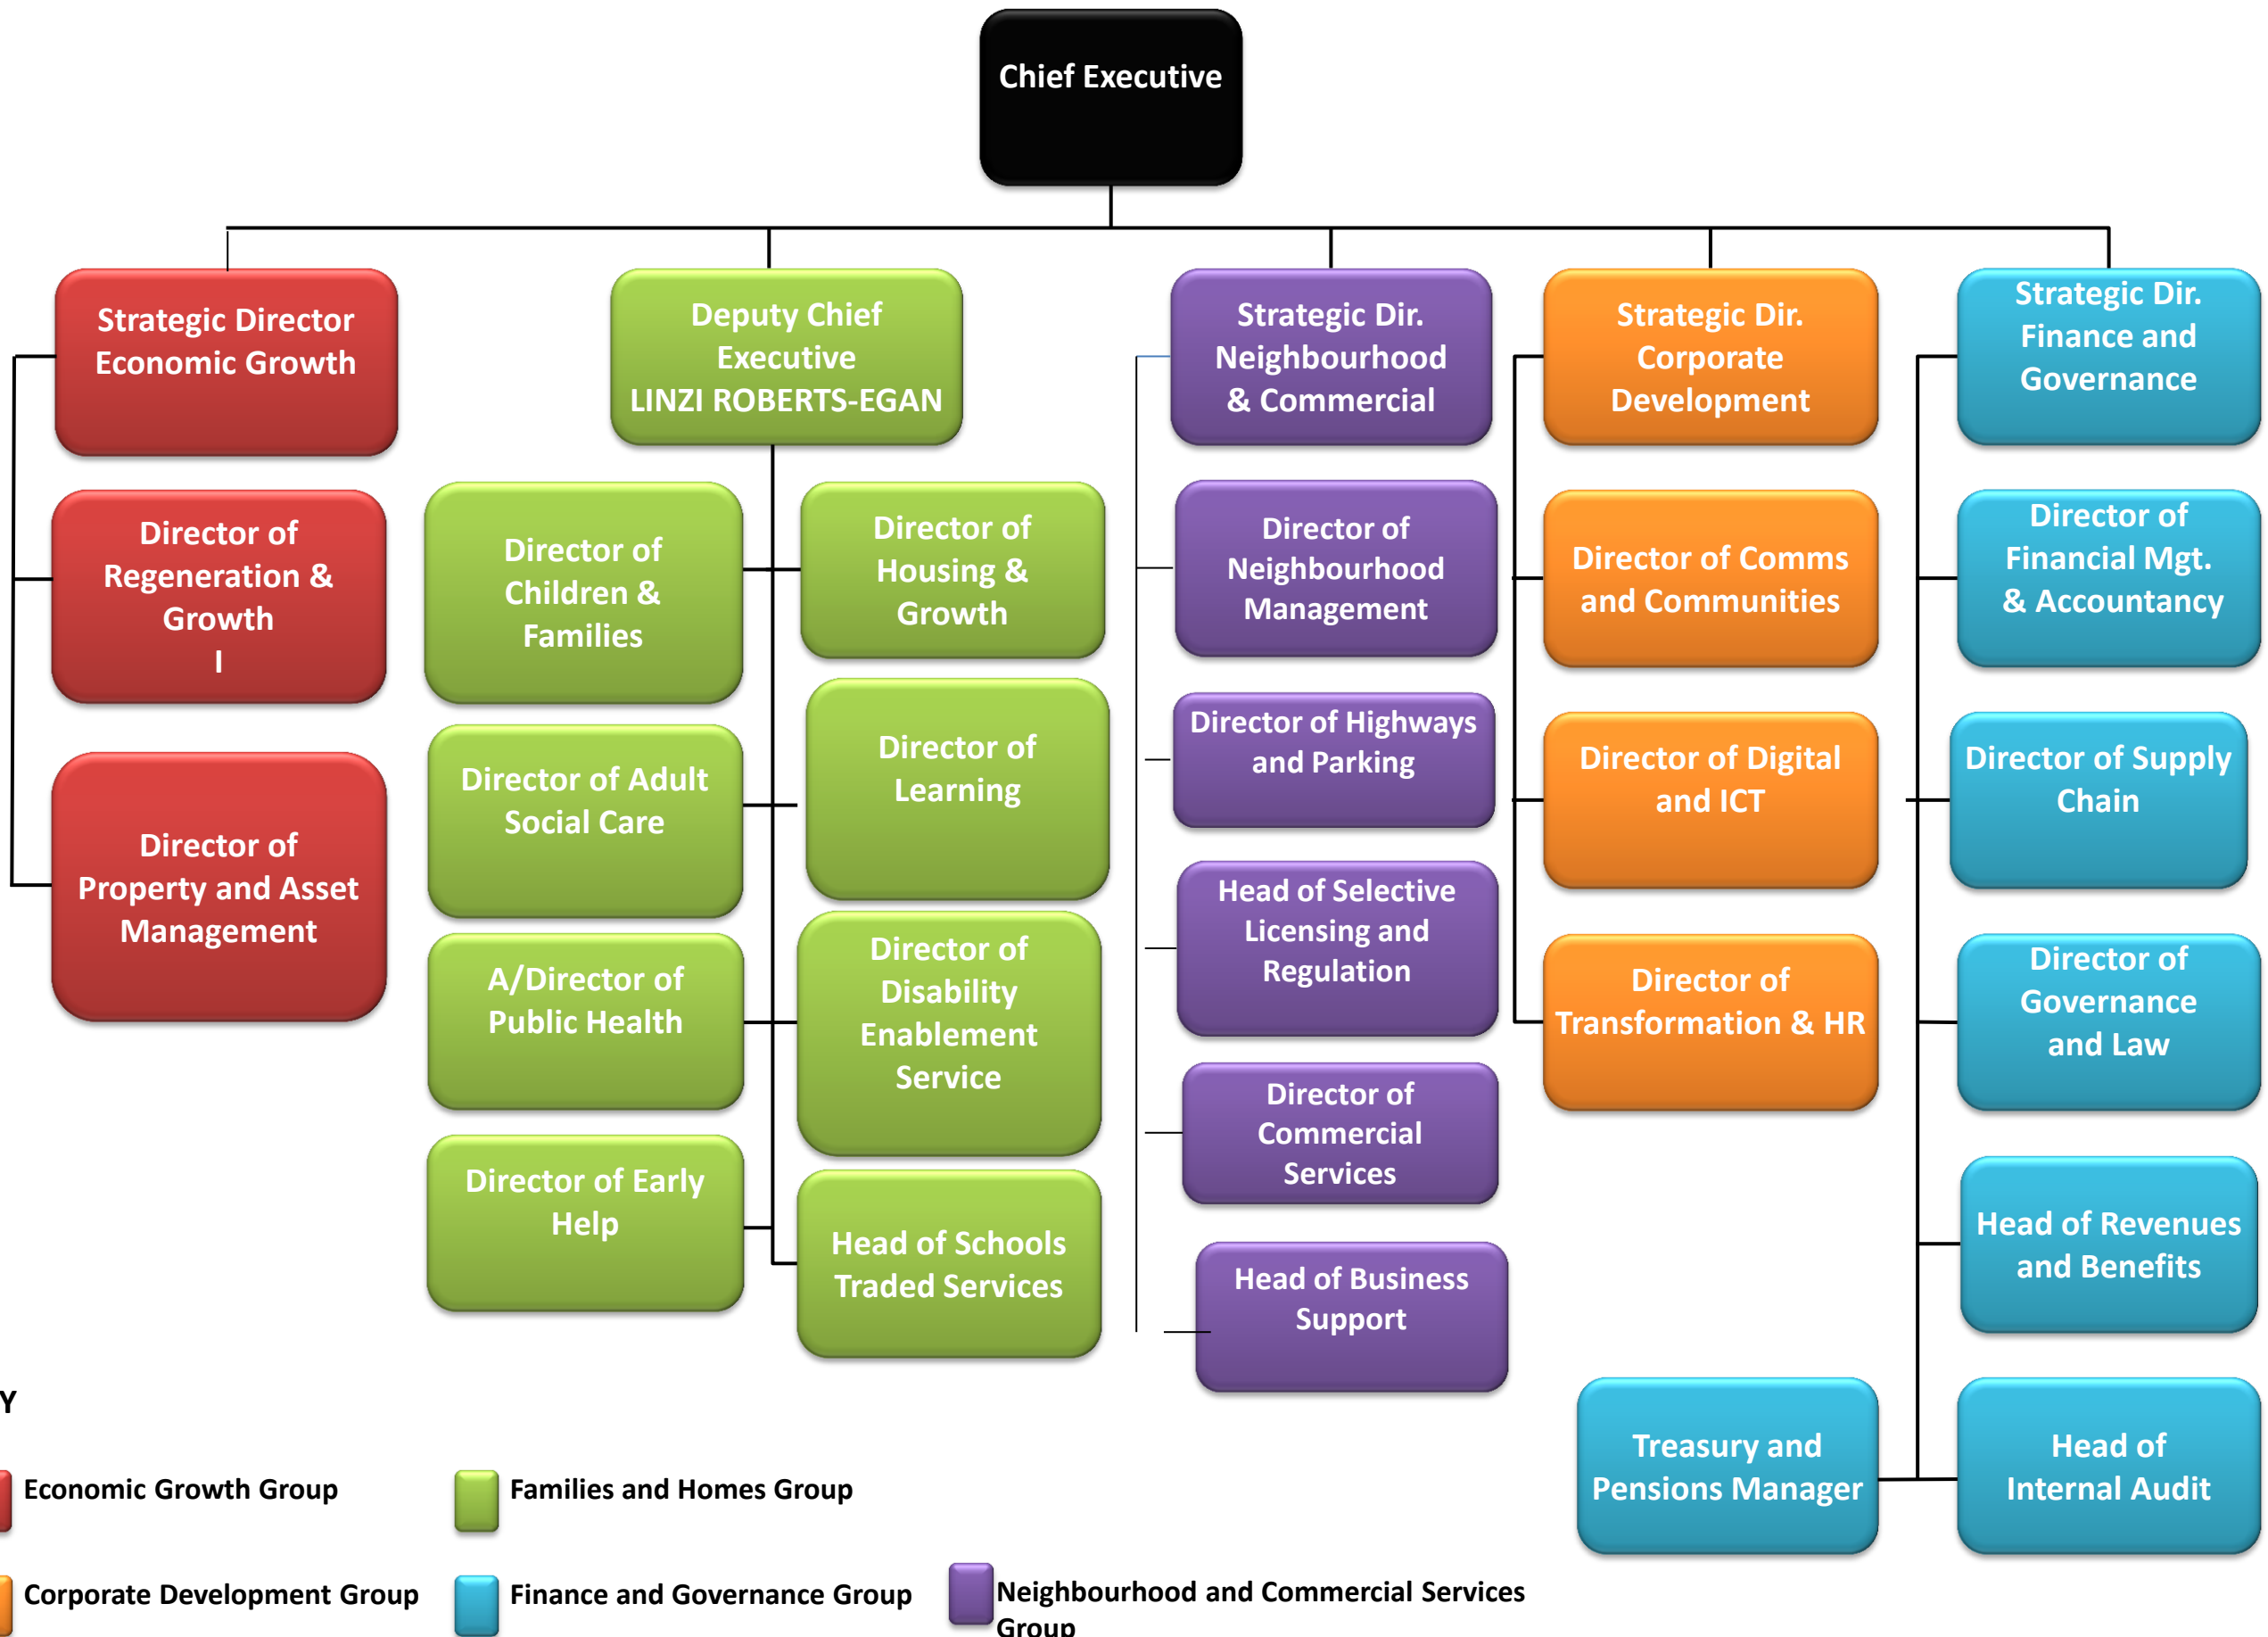 Chief Executive
Strategic Director
Economic Growth
Deputy Chief
Executive
LINZI ROBERTS-EGAN
Strategic Dir.
Neighbourhood
& Commercial
Strategic Dir.
Corporate
Development
Strategic Dir.
Finance and
Governance
Director of
Regeneration &
Growth
I
Director of
Property and Asset
Management
Director of
Children &
Families
Director of
Housing &
Growth
Director of Adult
Social Care
Director of
Learning
A/Director of
Public Health
Director of
Disability
Enablement
Service
Director of Early
Help
Head of Schools
Traded Services
Director of
Neighbourhood
Management
Director of Highways
and Parking
Head of Selective
Licensing and
Regulation
Director of
Commercial
Services
Head of Business
Support
Director of Comms
and Communities
Director of Digital
and ICT
Director of
Transformation & HR
Director of
Financial Mgt.
& Accountancy
Director of Supply
Chain
Director of
Governance
and Law
Head of Revenues
and Benefits
Treasury and
Pensions Manager
Head of
Internal Audit
Y
Economic Growth Group
Families and Homes Group
Corporate Development Group
Finance and Governance Group
Neighbourhood and Commercial Services
Group